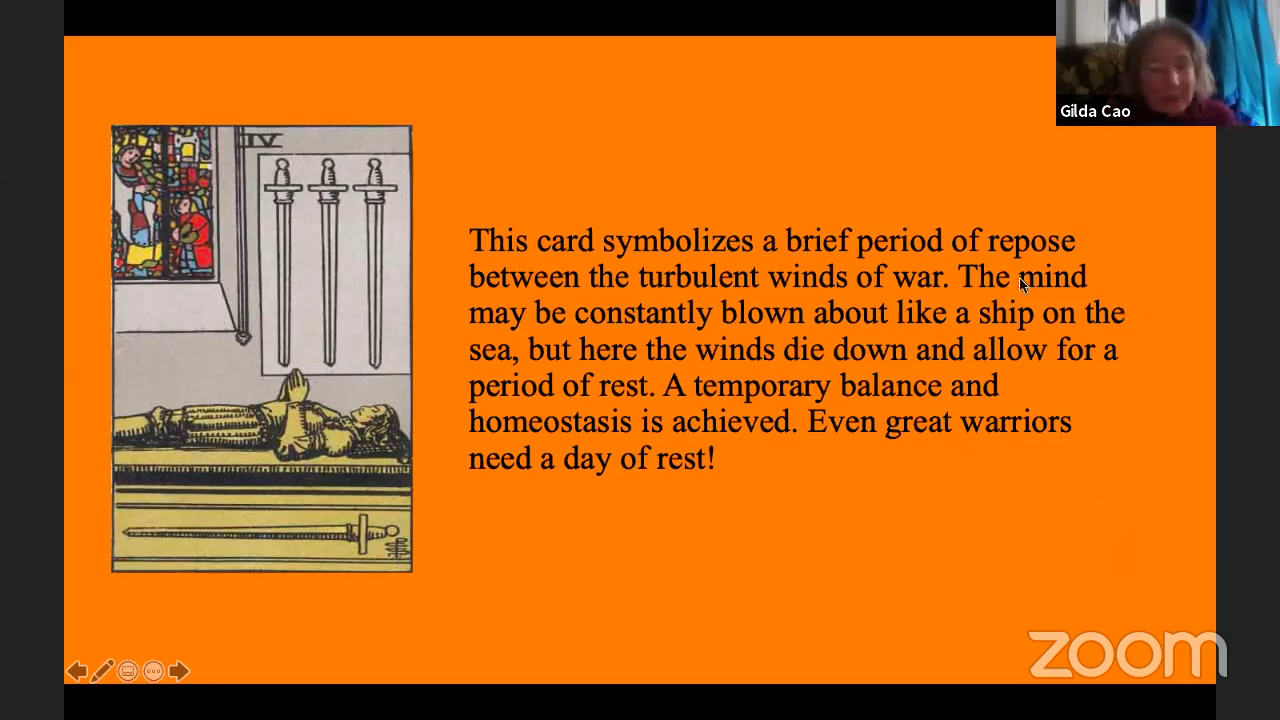 Gilda Cao
IV
This card symbolizes a brief period of repose
between the turbulent winds of war. The mind
may be constantly blown about like a ship on the
sea, but here the winds die down and allow for a
period of rest. A temporary balance and
homeostasis is achieved. Even great warriors
need a day of rest!
zoom